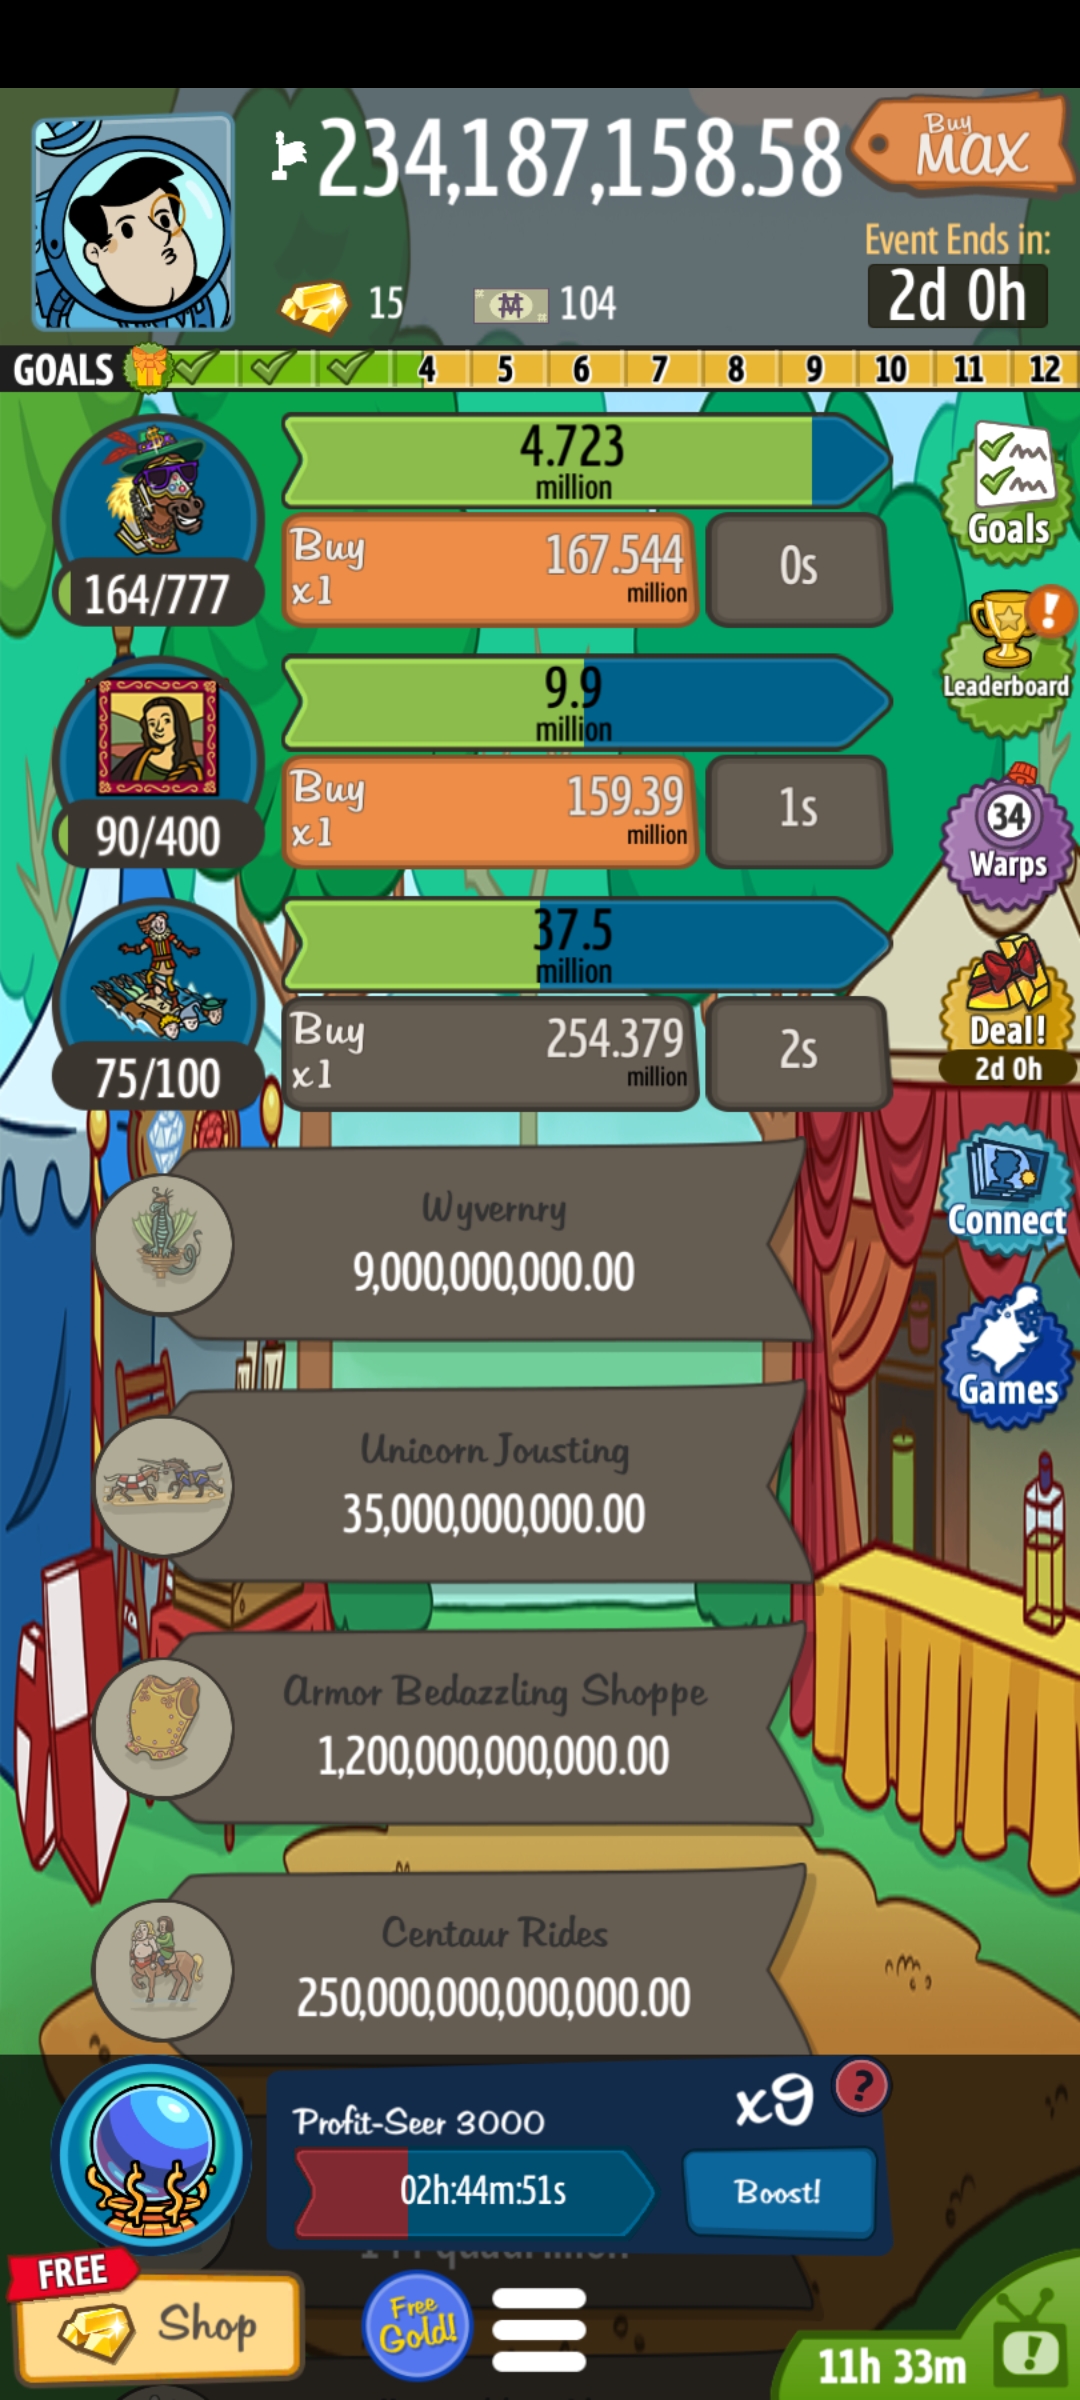 234,187,158.58
Buy
Max
Event Ends in:
2d 0h
15
104
GOALS
4 5 6 7 8 9 10 11 12
4.723
million
Buy
x1
167.544
million
0s
164/777
Goals
9.9
million
Leaderboard
Buy
x1
159.39
million
1s
90/400
34
Warps
37.5
million
Buy
x1
254.379
million
2s
75/100
Deal!
2d 0h
Wyvernry
9,000,000,000.00
Connect
Unicorn Jousting
35,000,000,000.00
Games
Armor Bedazzling Shoppe
1,200,000,000,000.00
Centaur Rides
250,000,000,000,000.00
Profit-Seer 3000
x9
?
02h:44m:51s
Boost!
FREE
Shop
Free
Gold!
11h 33m
!